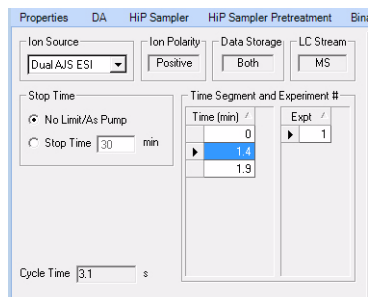 Properties DA HiP Sampler HiP Sampler Pretreatment
Ion Source Ion Polarity Data Storage LC Stream
Dual AJS ESI Positive Both MS
Stop Time Time Segment and Experiment #
No Limit/As Pump Time (min) Expt
0 1
Stop Time 30 min 1.4
1.9
Cycle Time 3.1 s